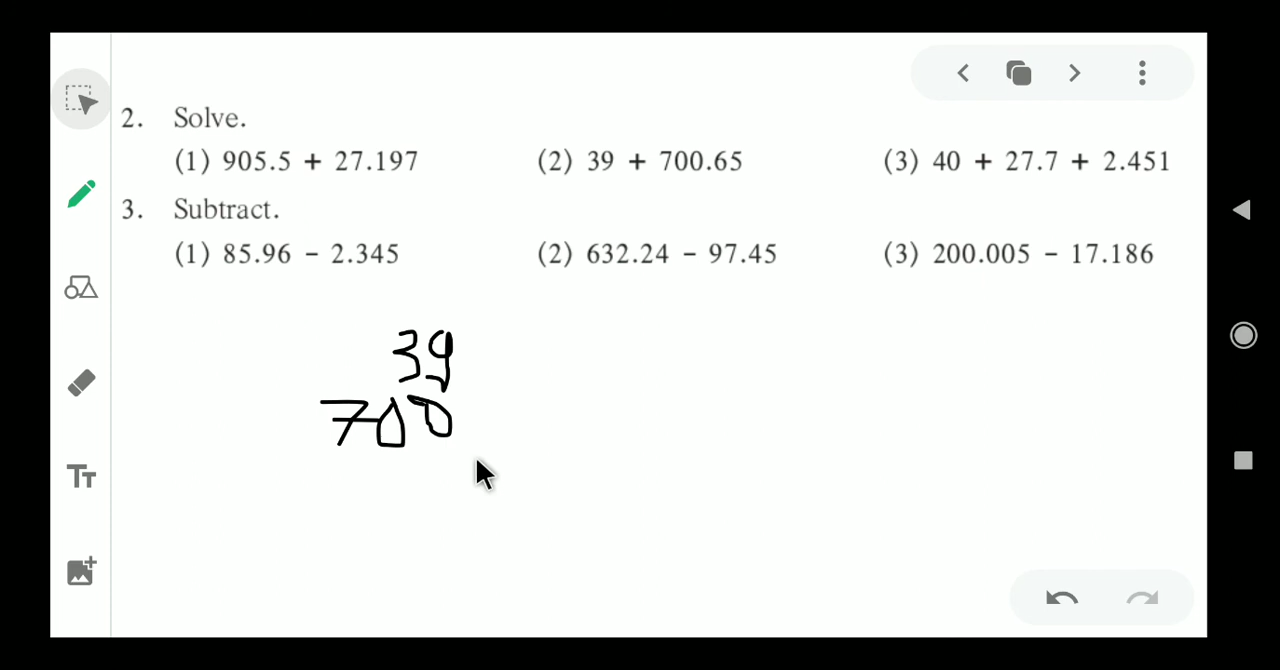 2. Solve.
(1) 905.5 + 27.197 (2) 39 + 700.65 (3) 40 + 27.7 + 2.451
3. Subtract.
(1) 85.96 − 2.345 (2) 632.24 − 97.45 (3) 200.005 − 17.186
39
700
Tт